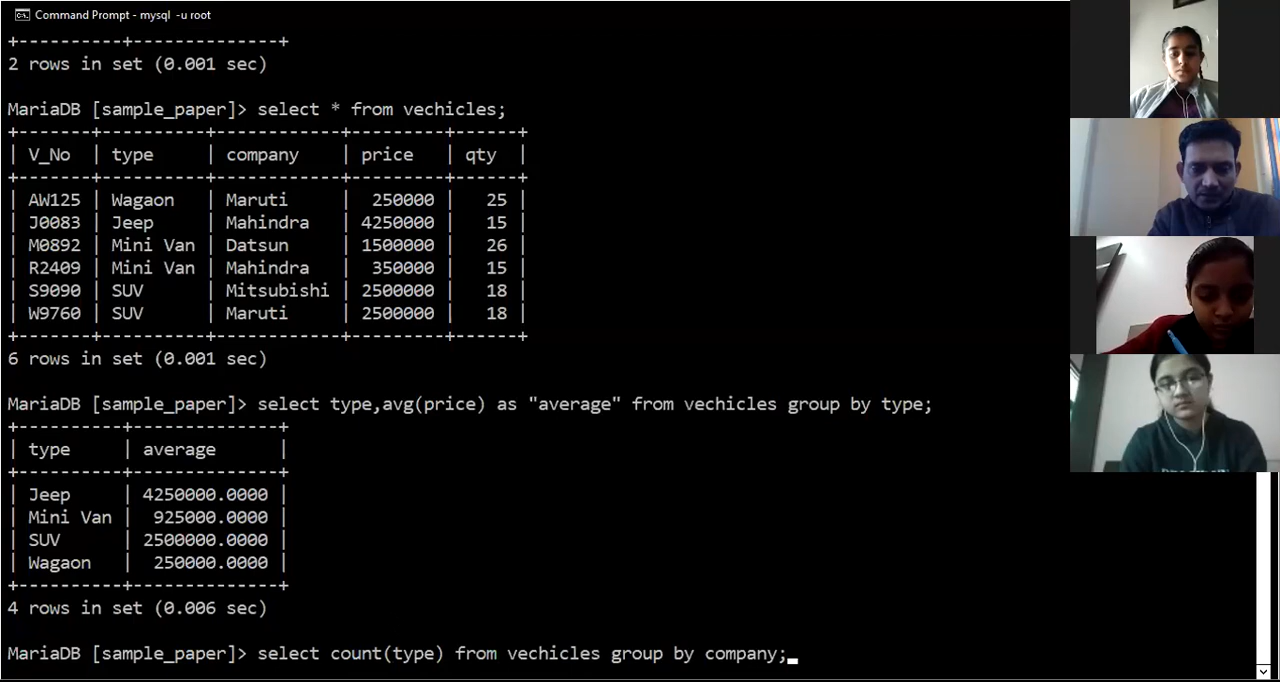 Command Prompt - mysql -u root
+----------+--------------+
2 rows in set (0.001 sec)
MariaDB [sample_paper]> select * from vechicles;
+-------+----------+------------+---------+------+
| V_No | type | company | price | qty |
+-------+----------+------------+---------+------+
| AW125 | Wagaon | Maruti | 250000 | 25 |
| J0083 | Jeep | Mahindra | 4250000 | 15 |
| M0892 | Mini Van | Datsun | 1500000 | 26 |
| R2409 | Mini Van | Mahindra | 350000 | 15 |
| S9090 | SUV | Mitsubishi | 2500000 | 18 |
| W9760 | SUV | Maruti | 2500000 | 18 |
+-------+----------+------------+---------+------+
6 rows in set (0.001 sec)
MariaDB [sample_paper]> select type,avg(price) as "average" from vechicles group by type;
+----------+--------------+
| type | average |
+----------+--------------+
| Jeep | 4250000.0000 |
| Mini Van | 925000.0000 |
| SUV | 2500000.0000 |
| Wagaon | 250000.0000 |
+----------+--------------+
4 rows in set (0.006 sec)
MariaDB [sample_paper]> select count(type) from vechicles group by company;